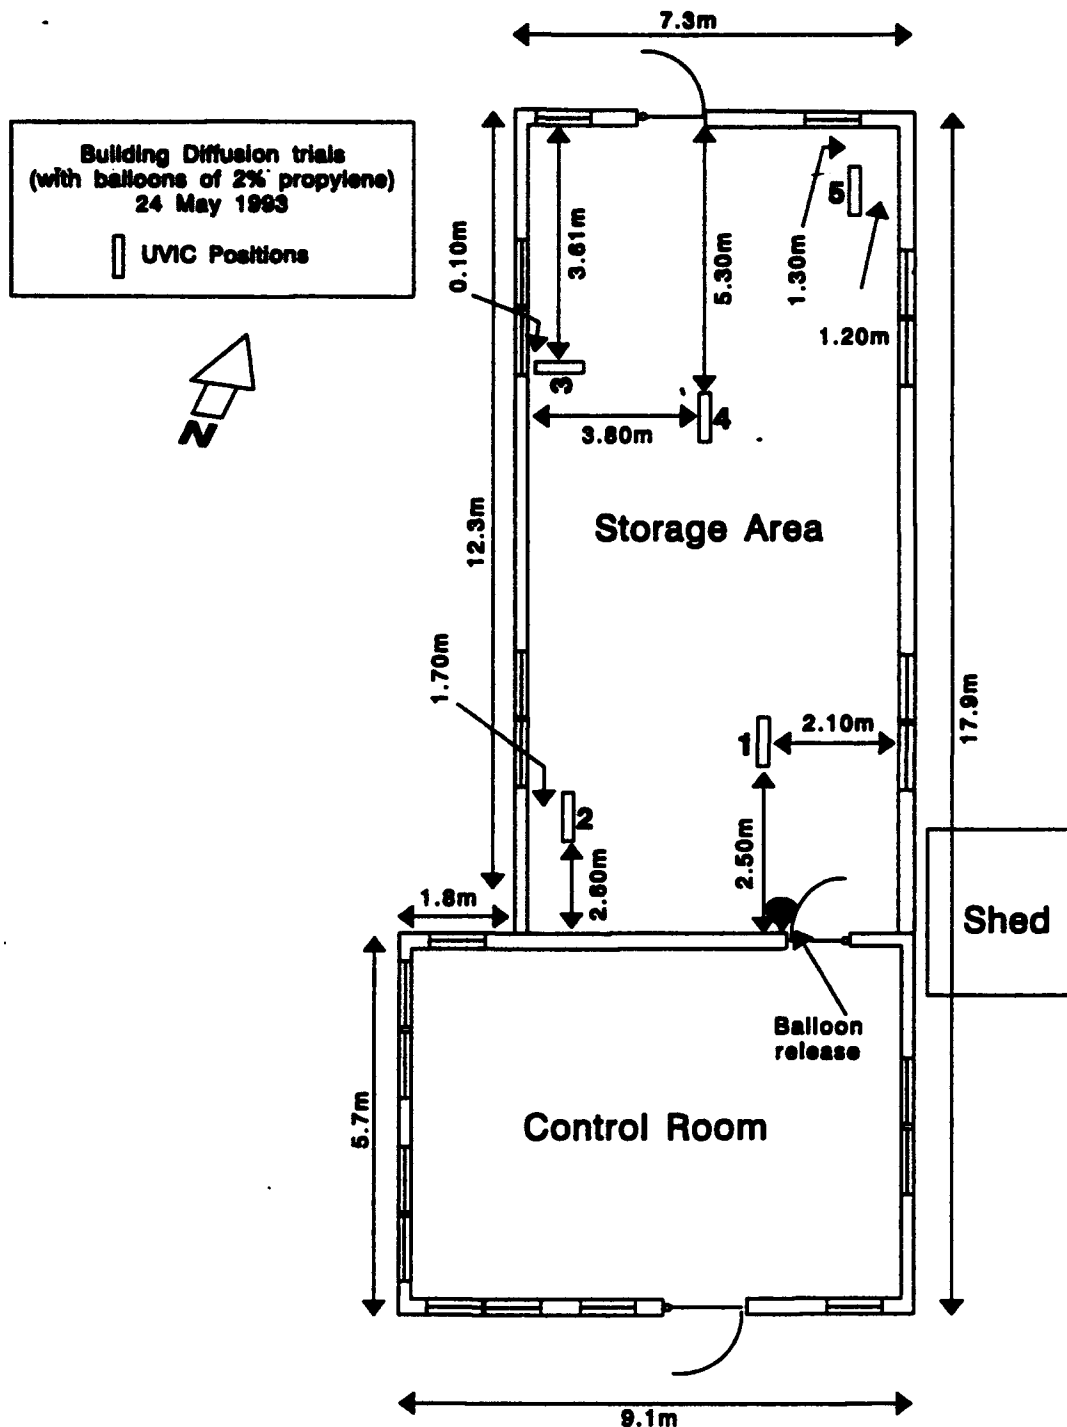 7.3m
Building Diffusion trials
(with balloons of 2% propylene)
24 May 1993
UVIC Positions
N
0.10m
3.61m
5.30m
1.30m
5
1.20m
3
4
3.80m
12.3m
Storage Area
1.70m
17.9m
1
2.10m
2
2.50m
2.60m
1.8m
Shed
Balloon
release
5.7m
Control Room
9.1m